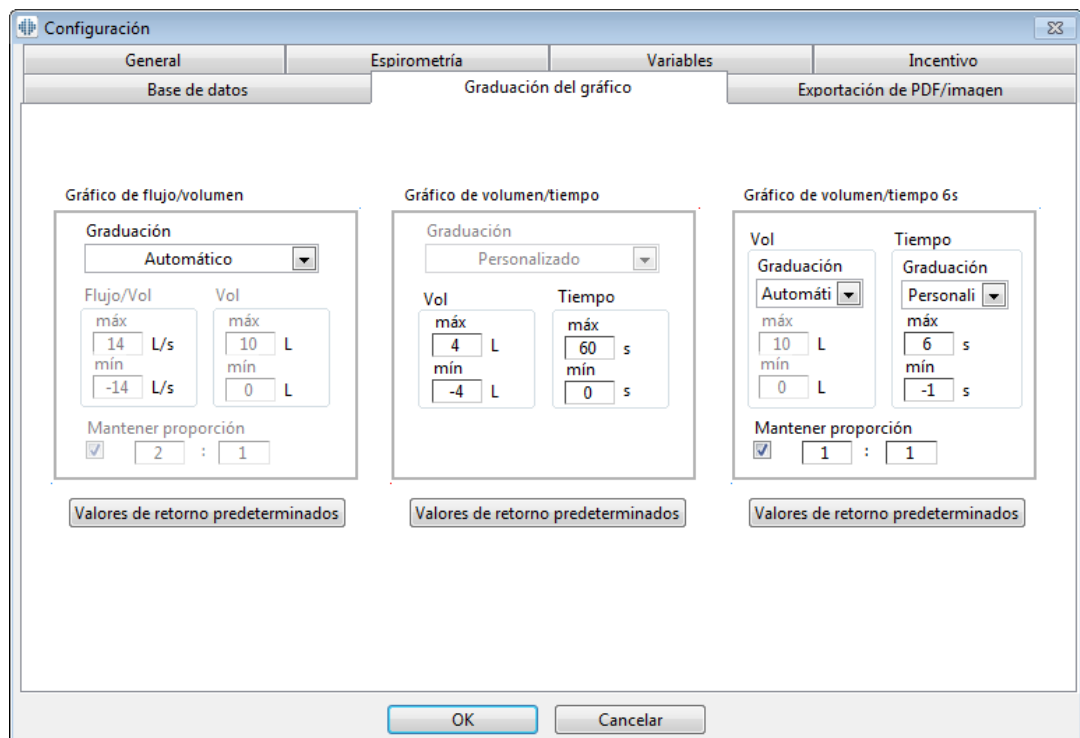 Configuración
General Espirometría Variables Incentivo
Base de datos Graduación del gráfico Exportación de PDF/imagen
Gráfico de flujo/volumen
Graduación
Automático
Flujo/Vol Vol
máx máx
14 L/s 10 L
mín mín
-14 L/s 0 L
Mantener proporción
2 : 1
Valores de retorno predeterminados
Gráfico de volumen/tiempo
Graduación
Personalizado
Vol Tiempo
máx máx
4 L 60 s
mín mín
-4 L 0 s
Valores de retorno predeterminados
Gráfico de volumen/tiempo 6s
Vol Tiempo
Graduación Graduación
Automáti Personali
máx máx
10 L 6 s
mín mín
0 L -1 s
Mantener proporción
1 : 1
Valores de retorno predeterminados
OK Cancelar